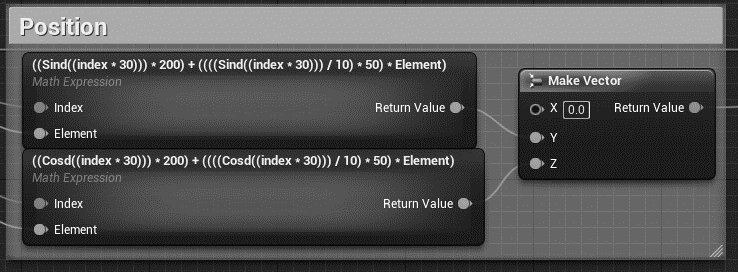 Position
((Sind((index * 30))) * 200) + ((((Sind((index * 30))) / 10) * 50) * Element)
Math Expression
Index
Return Value
Element
Make Vector
X 0.0
Return Value
Y
Z
((Cosd((index * 30))) * 200) + ((((Cosd((index * 30))) / 10) * 50) * Element)
Math Expression
Index
Return Value
Element